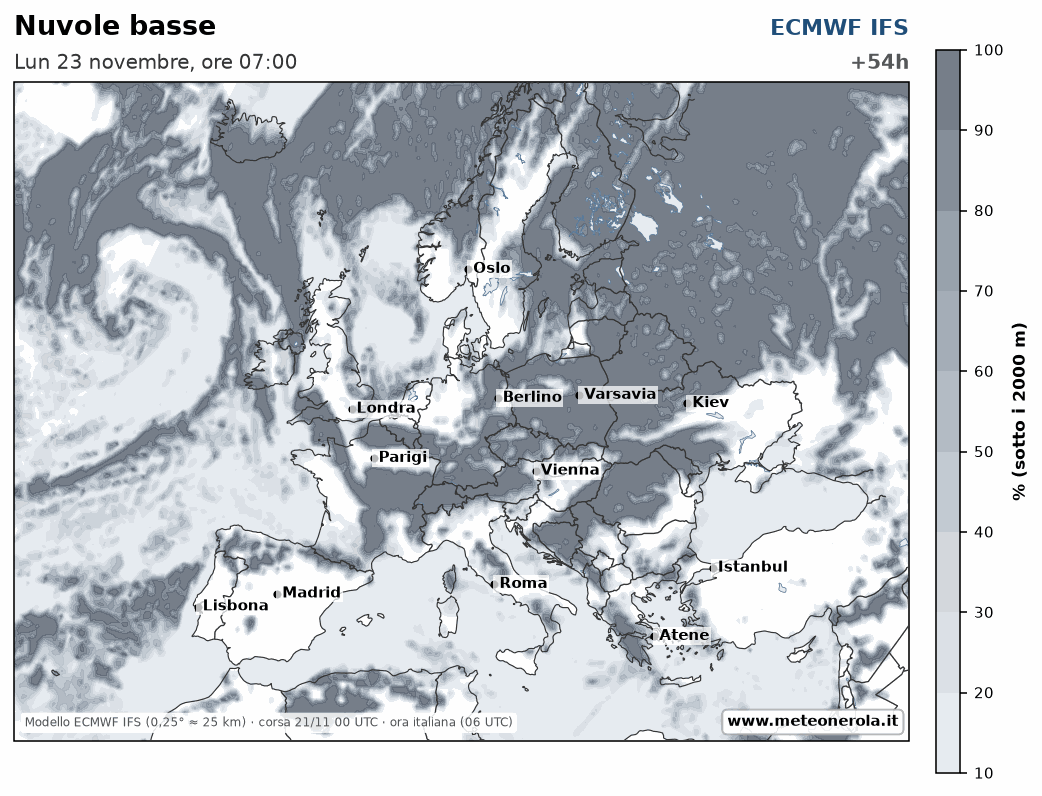 Nuvole basse
ECMWF IFS
Lun 23 novembre, ore 07:00
+54h
100
90
80
70
60
50
40
30
20
10
% (sotto i 2000 m)
Oslo
Berlino
Varsavia
Kiev
Londra
Parigi
Vienna
Istanbul
Roma
Madrid
Lisbona
Atene
Modello ECMWF IFS (0,25° ≈ 25 km) · corsa 21/11 00 UTC · ora italiana (06 UTC)
www.meteonerola.it